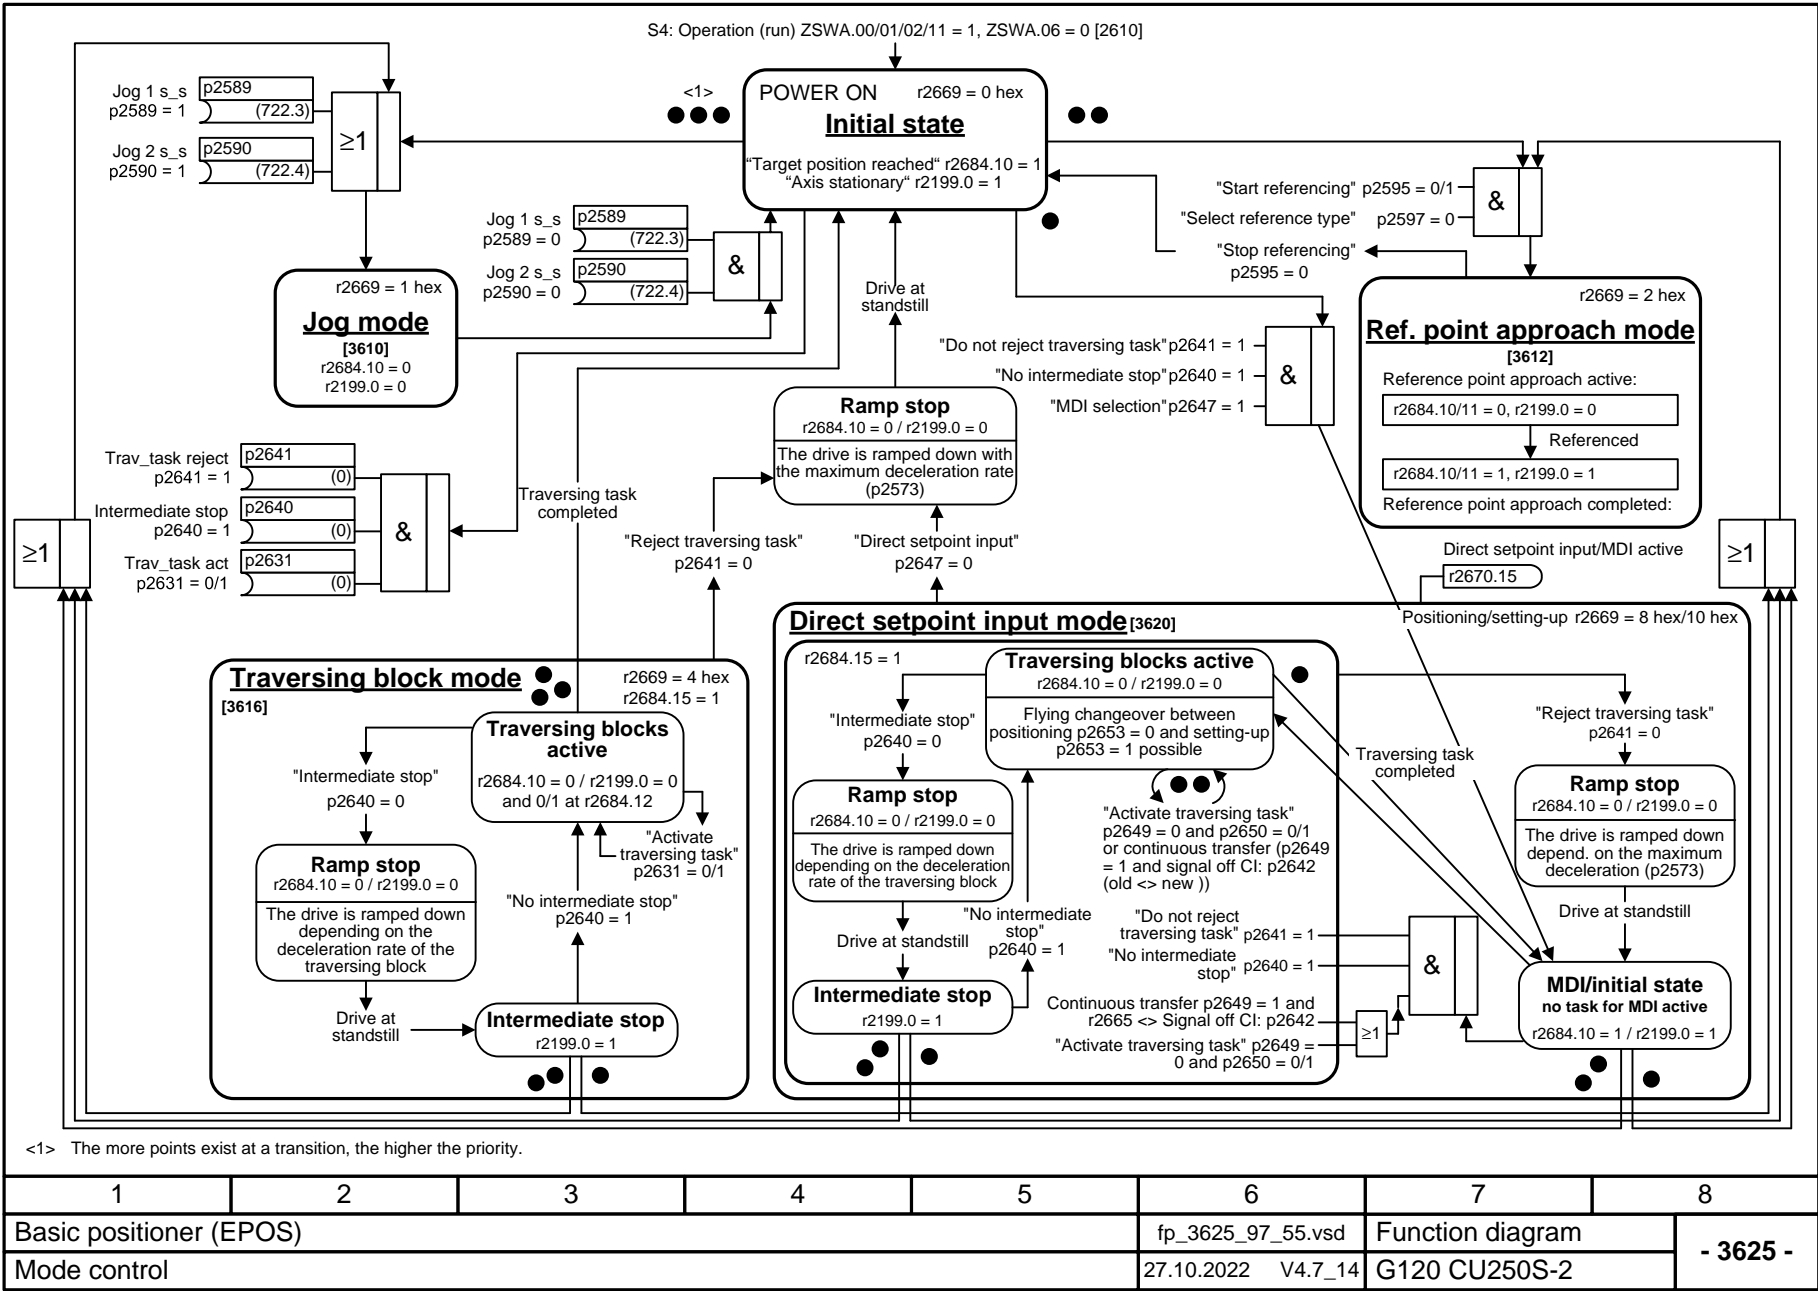 S4: Operation (run) ZSWA.00/01/02/11 = 1, ZSWA.06 = 0 [2610]
Jog 1 s_s
p2589 = 1
p2589
(722.3)
Jog 2 s_s
p2590 = 1
p2590
(722.4)
≥1
<1>
POWER ON
r2669 = 0 hex
Initial state
"Target position reached" r2684.10 = 1
"Axis stationary" r2199.0 = 1
"Start referencing" p2595 = 0/1
"Select reference type" p2597 = 0
&
"Stop referencing"
p2595 = 0
Jog 1 s_s
p2589 = 0
p2589
(722.3)
Jog 2 s_s
p2590 = 0
p2590
(722.4)
&
Drive at
standstill
r2669 = 1 hex
Jog mode
[3610]
r2684.10 = 0
r2199.0 = 0
r2669 = 2 hex
Ref. point approach mode
[3612]
Reference point approach active:
r2684.10/11 = 0, r2199.0 = 0
Referenced
r2684.10/11 = 1, r2199.0 = 1
Reference point approach completed:
"Do not reject traversing task"p2641 = 1
"No intermediate stop"p2640 = 1
"MDI selection"p2647 = 1
&
Ramp stop
r2684.10 = 0 / r2199.0 = 0
The drive is ramped down with
the maximum deceleration rate
(p2573)
Trav_task reject
p2641 = 1
p2641
(0)
Intermediate stop
p2640 = 1
p2640
(0)
Trav_task act
p2631 = 0/1
p2631
(0)
&
≥1
Traversing task
completed
"Reject traversing task"
p2641 = 0
"Direct setpoint input"
p2647 = 0
Direct setpoint input/MDI active
r2670.15
≥1
Traversing block mode
[3616]
r2669 = 4 hex
r2684.15 = 1
Traversing blocks
active
r2684.10 = 0 / r2199.0 = 0
and 0/1 at r2684.12
"Intermediate stop"
p2640 = 0
Ramp stop
r2684.10 = 0 / r2199.0 = 0
The drive is ramped down
depending on the
deceleration rate of the
traversing block
Drive at
standstill
"Activate
traversing task"
p2631 = 0/1
"No intermediate stop"
p2640 = 1
Intermediate stop
r2199.0 = 1
Direct setpoint input mode [3620]
Positioning/setting-up r2669 = 8 hex/10 hex
r2684.15 = 1
Traversing blocks active
r2684.10 = 0 / r2199.0 = 0
Flying changeover between
positioning p2653 = 0 and setting-up
p2653 = 1 possible
"Intermediate stop"
p2640 = 0
Ramp stop
r2684.10 = 0 / r2199.0 = 0
The drive is ramped down
depending on the deceleration
rate of the traversing block
Drive at standstill
Intermediate stop
r2199.0 = 1
"No intermediate
stop"
p2640 = 1
"Activate traversing task"
p2649 = 0 and p2650 = 0/1
or continuous transfer (p2649
= 1 and signal off CI: p2642
(old <> new ))
Traversing task
completed
"Reject traversing task"
p2641 = 0
Ramp stop
r2684.10 = 0 / r2199.0 = 0
The drive is ramped down
depend. on the maximum
deceleration (p2573)
Drive at standstill
"Do not reject
traversing task" p2641 = 1
"No intermediate
stop" p2640 = 1
&
Continuous transfer p2649 = 1 and
r2665 <> Signal off CI: p2642
"Activate traversing task" p2649 =
0 and p2650 = 0/1
≥1
MDI/initial state
no task for MDI active
r2684.10 = 1 / r2199.0 = 1
<1> The more points exist at a transition, the higher the priority.
1 2 3 4 5 6 7 8
Basic positioner (EPOS)
fp_3625_97_55.vsd
Function diagram
- 3625 -
Mode control
27.10.2022 V4.7_14
G120 CU250S-2